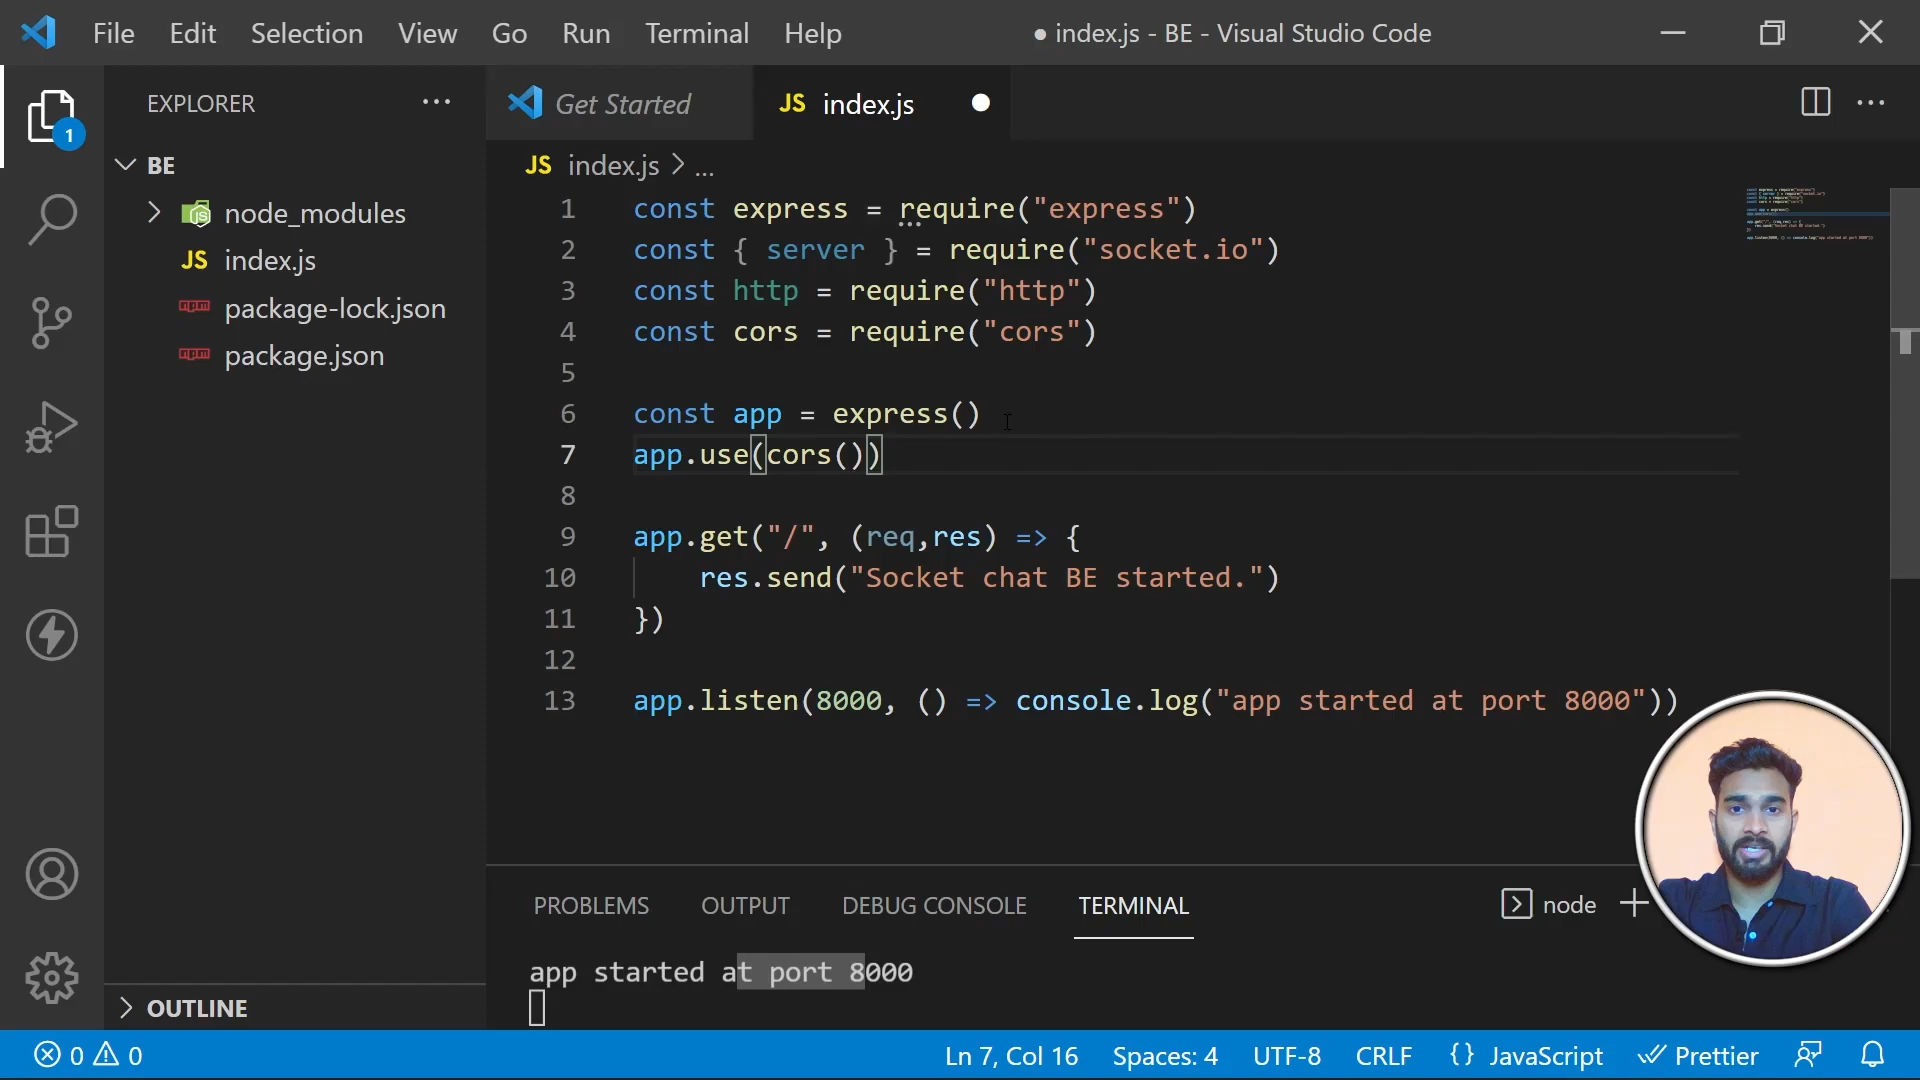 File Edit Selection View Go Run Terminal Help ● index.js - BE - Visual Studio Code
EXPLORER
Get Started
JS index.js
1
BE
JS index.js > ...
node_modules
JS index.js
package-lock.json
package.json
1 const express = require("express")
2 const { server } = require("socket.io")
3 const http = require("http")
4 const cors = require("cors")
5
6 const app = express()
7 app.use(cors())
8
9 app.get("/", (req,res) => {
10 res.send("Socket chat BE started.")
11 })
12
13 app.listen(8000, () => console.log("app started at port 8000"))
PROBLEMS OUTPUT DEBUG CONSOLE TERMINAL node
app started at port 8000
OUTLINE
0 0 Ln 7, Col 16 Spaces: 4 UTF-8 CRLF {} JavaScript Prettier